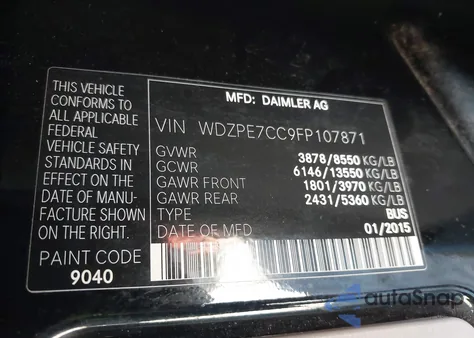 MFD: DAIMLER AG
THIS VEHICLE
CONFORMS TO
ALL APPLICABLE
FEDERAL
VEHICLE SAFETY
STANDARDS IN
EFFECT ON THE
DATE OF MANU-
FACTURE SHOWN
ON THE RIGHT.
PAINT CODE
9040
VIN WDZPE7CC9FP107871
GVWR 3878/8550 KG/LB
GCWR 6146/13550 KG/LB
GAWR FRONT 1801/3970 KG/LB
GAWR REAR 2431/5360 KG/LB
TYPE BUS
DATE OF MFD 01/2015
autoSnap